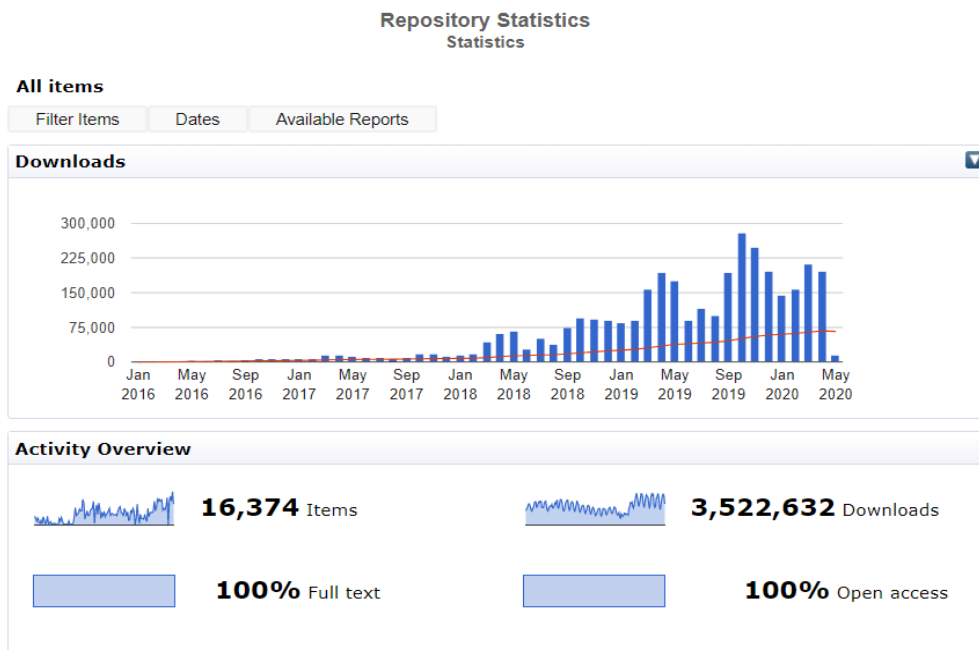 Repository Statistics
Statistics
All items
Filter Items Dates Available Reports
Downloads
300,000
225,000
150,000
75,000
0
Jan May Sep Jan May Sep Jan May Sep Jan May Sep Jan May
2016 2016 2016 2017 2017 2017 2018 2018 2018 2019 2019 2019 2020 2020
Activity Overview
16,374 Items 3,522,632 Downloads
100% Full text 100% Open access